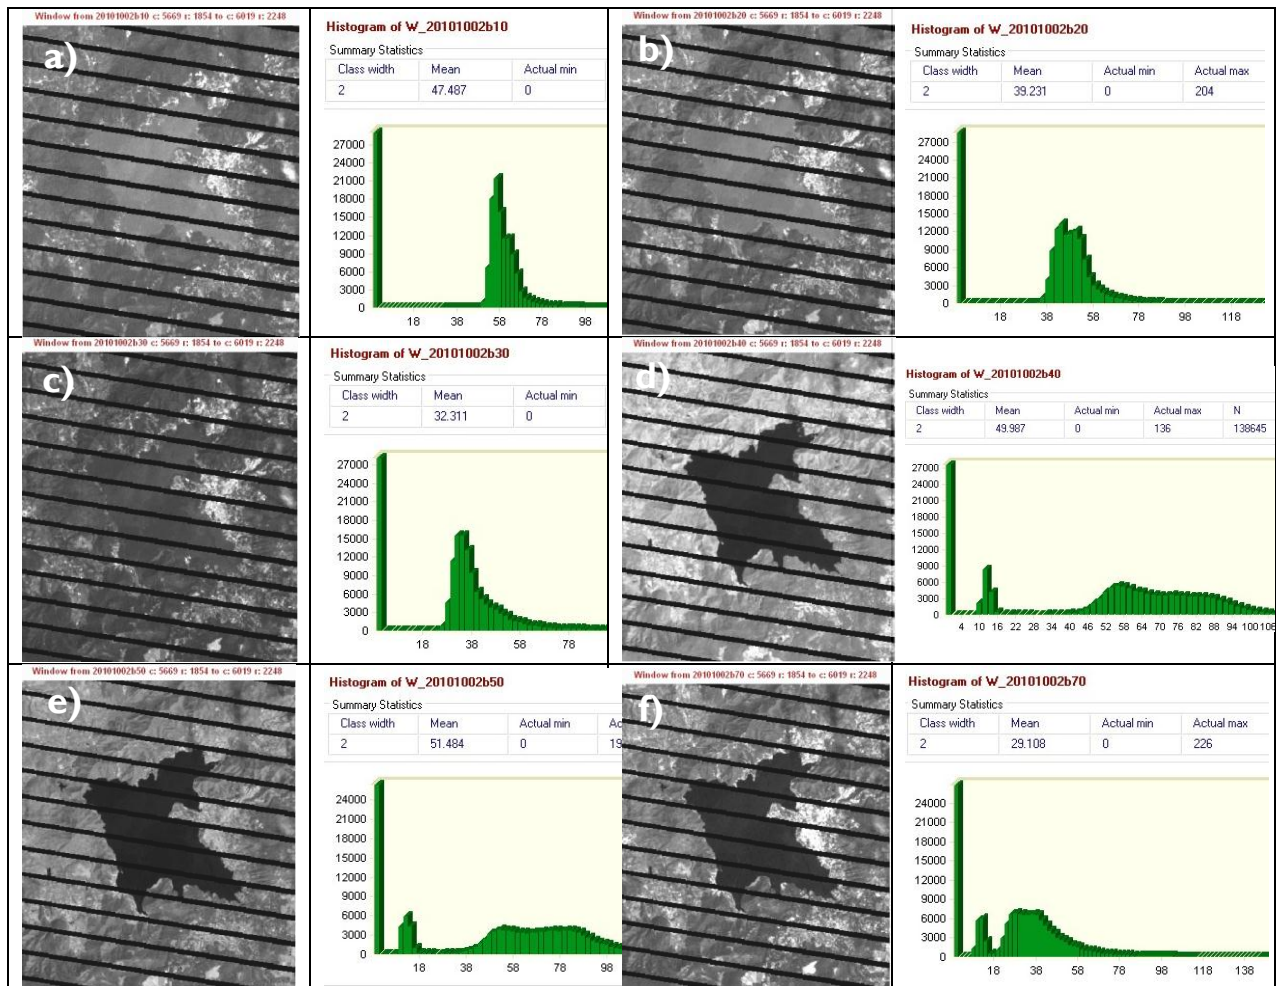 Window from 20101002b10 c: 5669 r: 1854 to c: 6019 r: 2248
a)
Histogram of W_20101002b10
Summary Statistics
Class width Mean Actual min
2 47.487 0
27000
24000
21000
18000
15000
12000
9000
6000
3000
0
18 38 58 78 98
Window from 20101002b20 c: 5669 r: 1854 to c: 6019 r: 2248
b)
Histogram of W_20101002b20
Summary Statistics
Class width Mean Actual min Actual max
2 39.231 0 204
27000
24000
21000
18000
15000
12000
9000
6000
3000
0
18 38 58 78 98 118
Window from 20101002b30 c: 5669 r: 1854 to c: 6019 r: 2248
c)
Histogram of W_20101002b30
Summary Statistics
Class width Mean Actual min
2 32.311 0
27000
24000
21000
18000
15000
12000
9000
6000
3000
0
18 38 58 78
Window from 20101002b40 c: 5669 r: 1854 to c: 6019 r: 2248
d)
Histogram of W_20101002b40
Summary Statistics
Class width Mean Actual min Actual max N
2 49.987 0 136 138645
27000
24000
21000
18000
15000
12000
9000
6000
3000
0
4 10 16 22 28 34 40 46 52 58 64 70 76 82 88 94 100 106
Window from 20101002b50 c: 5669 r: 1854 to c: 6019 r: 2248
e)
Histogram of W_20101002b50
Summary Statistics
Class width Mean Actual min Ac
2 51.484 0 19
24000
21000
18000
15000
12000
9000
6000
3000
0
18 38 58 78 98
Window from 20101002b70 c: 5669 r: 1854 to c: 6019 r: 2248
f)
Histogram of W_20101002b70
Summary Statistics
Class width Mean Actual min Actual max
2 29.108 0 226
24000
21000
18000
15000
12000
9000
6000
3000
0
18 38 58 78 98 118 138